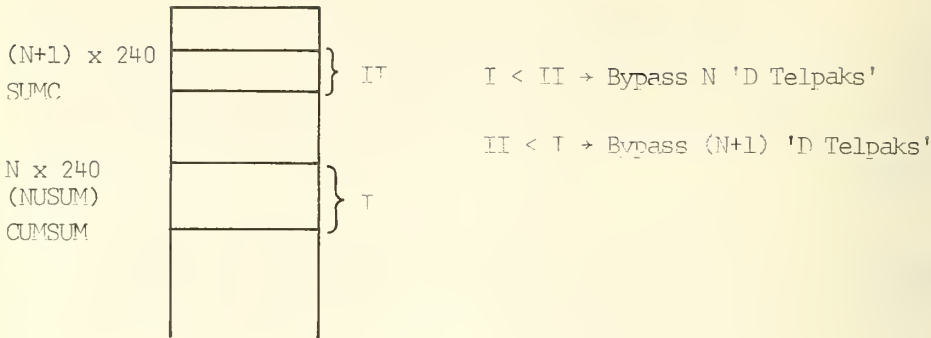 (N+1) x 240
SUMC
II
I < II → Bypass N 'D Telpaks'
II < I → Bypass (N+1) 'D Telpaks'
N x 240
(NUSUM)
CUMSUM
I